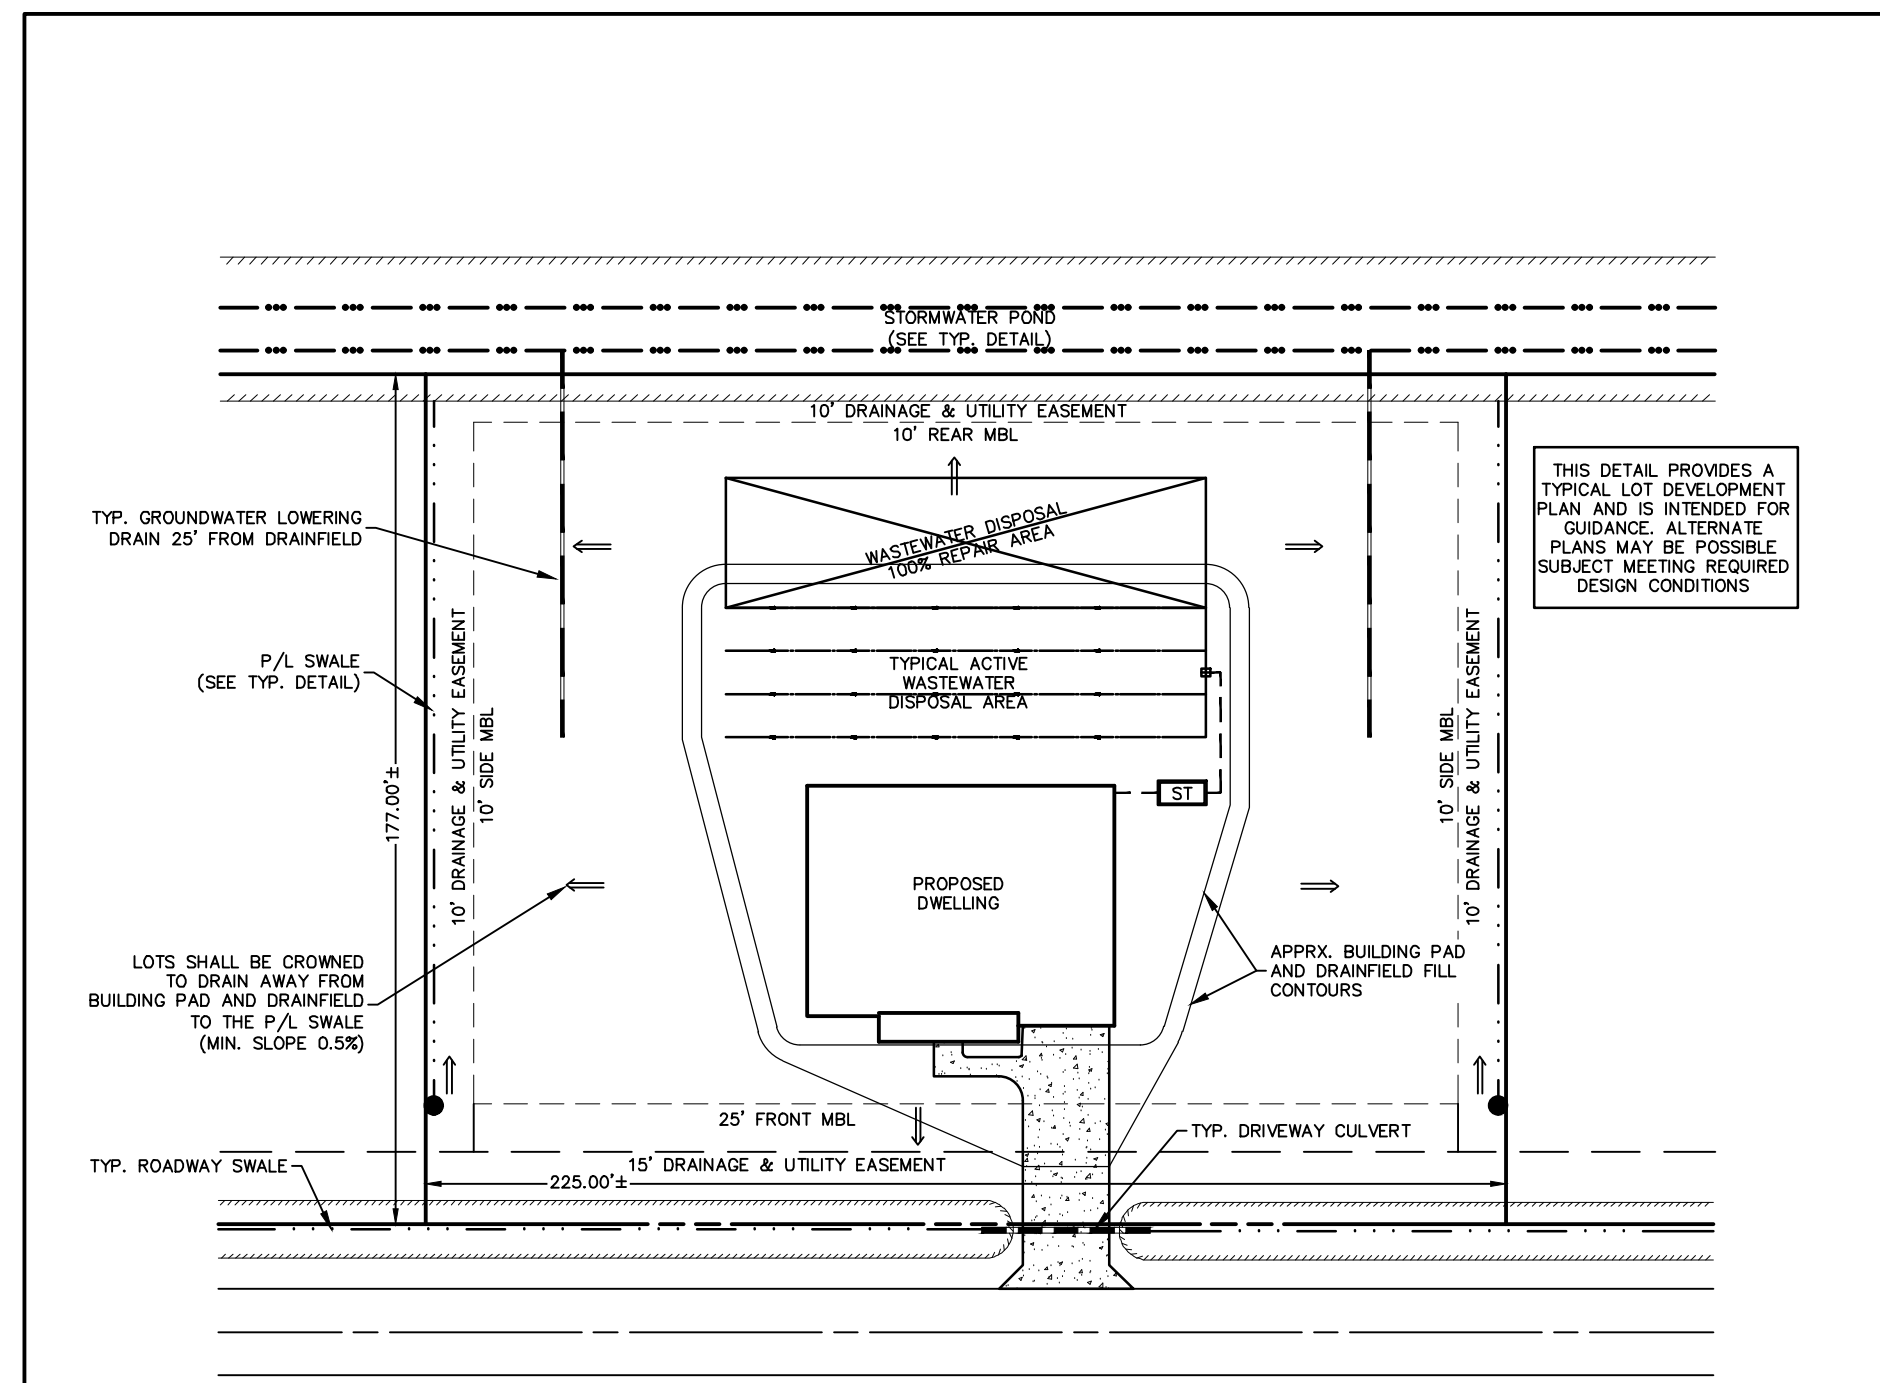 STORMWATER POND
(SEE TYP. DETAIL)
10' DRAINAGE & UTILITY EASEMENT
10' REAR MBL
THIS DETAIL PROVIDES A
TYPICAL LOT DEVELOPMENT
PLAN AND IS INTENDED FOR
GUIDANCE. ALTERNATE
PLANS MAY BE POSSIBLE
SUBJECT MEETING REQUIRED
DESIGN CONDITIONS
TYP. GROUNDWATER LOWERING
DRAIN 25' FROM DRAINFIELD
WASTEWATER DISPOSAL
100% REPAIR AREA
P/L SWALE
(SEE TYP. DETAIL)
TYPICAL ACTIVE
WASTEWATER
DISPOSAL AREA
177.00'±
10' DRAINAGE & UTILITY EASEMENT
10' SIDE MBL
10' SIDE MBL
10' DRAINAGE & UTILITY EASEMENT
ST
PROPOSED
DWELLING
LOTS SHALL BE CROWNED
TO DRAIN AWAY FROM
BUILDING PAD AND DRAINFIELD
TO THE P/L SWALE
(MIN. SLOPE 0.5%)
APPRX. BUILDING PAD
AND DRAINFIELD FILL
CONTOURS
25' FRONT MBL
TYP. DRIVEWAY CULVERT
TYP. ROADWAY SWALE
15' DRAINAGE & UTILITY EASEMENT
225.00'±